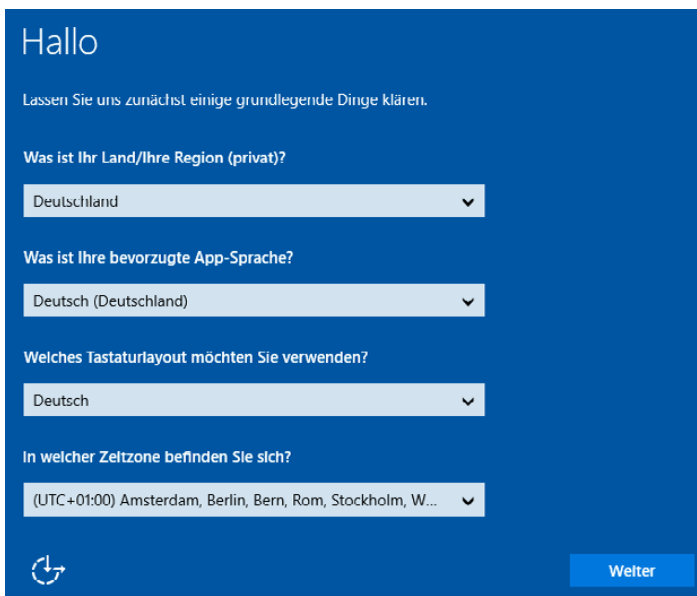 Hallo
Lassen Sie uns zunächst einige grundlegende Dinge klären.
Was ist Ihr Land/Ihre Region (privat)?
Deutschland
Was ist Ihre bevorzugte App-Sprache?
Deutsch (Deutschland)
Welches Tastaturlayout möchten Sie verwenden?
Deutsch
In welcher Zeitzone befinden Sie sich?
(UTC+01:00) Amsterdam, Berlin, Bern, Rom, Stockholm, W...
Weiter